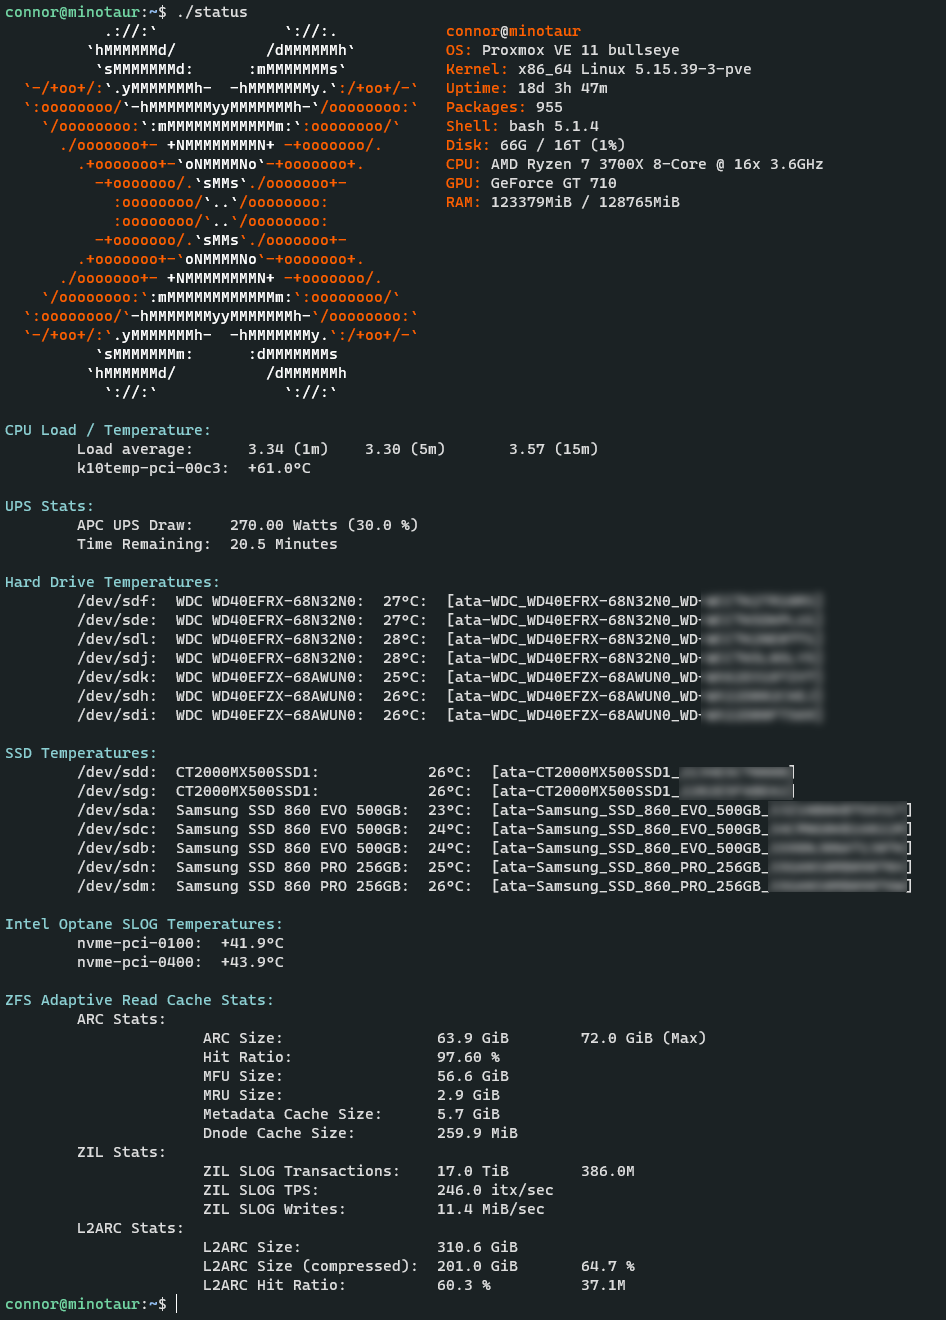 connor@minotaur:~$ ./status
.://:`              `://:.            connor@minotaur
`hMMMMMMd/          /dMMMMMMh`          OS: Proxmox VE 11 bullseye
`sMMMMMMMd:      :mMMMMMMMs`           Kernel: x86_64 Linux 5.15.39-3-pve
`-/+oo+/:`.yMMMMMMMh-  -hMMMMMMMy.`:/+oo+/-`   Uptime: 18d 3h 47m
`:oooooooo/`-hMMMMMMMyyMMMMMMMh-`/oooooooo:`   Packages: 955
`/oooooooo:`:mMMMMMMMMMMMMm:`:oooooooo/`     Shell: bash 5.1.4
./ooooooo+- +NMMMMMMMMN+ -+ooooooo/.       Disk: 66G / 16T (1%)
.+ooooooo+-`oNMMMMNo`-+ooooooo+.         CPU: AMD Ryzen 7 3700X 8-Core @ 16x 3.6GHz
-+ooooooo/.`sMMs`./ooooooo+-           GPU: GeForce GT 710
:oooooooo/`..`/oooooooo:             RAM: 123379MiB / 128765MiB
:oooooooo/`..`/oooooooo:
-+ooooooo/.`sMMs`./ooooooo+-
.+ooooooo+-`oNMMMMNo`-+ooooooo+.
./ooooooo+- +NMMMMMMMMN+ -+ooooooo/.
`/oooooooo:`:mMMMMMMMMMMMMm:`:oooooooo/`
`:oooooooo/`-hMMMMMMMyyMMMMMMMh-`/oooooooo:`
`-/+oo+/:`.yMMMMMMMh-  -hMMMMMMMy.`:/+oo+/-`
`sMMMMMMMm:      :dMMMMMMMs
`hMMMMMMd/          /dMMMMMMh
`://:`              `://:`
CPU Load / Temperature:
Load average:      3.34 (1m)    3.30 (5m)       3.57 (15m)
k10temp-pci-00c3:  +61.0°C
UPS Stats:
APC UPS Draw:    270.00 Watts (30.0 %)
Time Remaining:  20.5 Minutes
Hard Drive Temperatures:
/dev/sdf:  WDC WD40EFRX-68N32N0:  27°C:  [ata-WDC_WD40EFRX-68N32N0_WD-
/dev/sde:  WDC WD40EFRX-68N32N0:  27°C:  [ata-WDC_WD40EFRX-68N32N0_WD-
/dev/sdl:  WDC WD40EFRX-68N32N0:  28°C:  [ata-WDC_WD40EFRX-68N32N0_WD-
/dev/sdj:  WDC WD40EFRX-68N32N0:  28°C:  [ata-WDC_WD40EFRX-68N32N0_WD-
/dev/sdk:  WDC WD40EFZX-68AWUN0:  25°C:  [ata-WDC_WD40EFZX-68AWUN0_WD-
/dev/sdh:  WDC WD40EFZX-68AWUN0:  26°C:  [ata-WDC_WD40EFZX-68AWUN0_WD-
/dev/sdi:  WDC WD40EFZX-68AWUN0:  26°C:  [ata-WDC_WD40EFZX-68AWUN0_WD-
SSD Temperatures:
/dev/sdd:  CT2000MX500SSD1:            26°C:  [ata-CT2000MX500SSD1_]
/dev/sdg:  CT2000MX500SSD1:            26°C:  [ata-CT2000MX500SSD1_]
/dev/sda:  Samsung SSD 860 EVO 500GB:  23°C:  [ata-Samsung_SSD_860_EVO_500GB_]
/dev/sdc:  Samsung SSD 860 EVO 500GB:  24°C:  [ata-Samsung_SSD_860_EVO_500GB_]
/dev/sdb:  Samsung SSD 860 EVO 500GB:  24°C:  [ata-Samsung_SSD_860_EVO_500GB_]
/dev/sdn:  Samsung SSD 860 PRO 256GB:  25°C:  [ata-Samsung_SSD_860_PRO_256GB_]
/dev/sdm:  Samsung SSD 860 PRO 256GB:  26°C:  [ata-Samsung_SSD_860_PRO_256GB_]
Intel Optane SLOG Temperatures:
nvme-pci-0100:  +41.9°C
nvme-pci-0400:  +43.9°C
ZFS Adaptive Read Cache Stats:
ARC Stats:
ARC Size:                 63.9 GiB        72.0 GiB (Max)
Hit Ratio:                97.60 %
MFU Size:                 56.6 GiB
MRU Size:                 2.9 GiB
Metadata Cache Size:      5.7 GiB
Dnode Cache Size:         259.9 MiB
ZIL Stats:
ZIL SLOG Transactions:    17.0 TiB        386.0M
ZIL SLOG TPS:             246.0 itx/sec
ZIL SLOG Writes:          11.4 MiB/sec
L2ARC Stats:
L2ARC Size:               310.6 GiB
L2ARC Size (compressed):  201.0 GiB       64.7 %
L2ARC Hit Ratio:          60.3 %          37.1M
connor@minotaur:~$